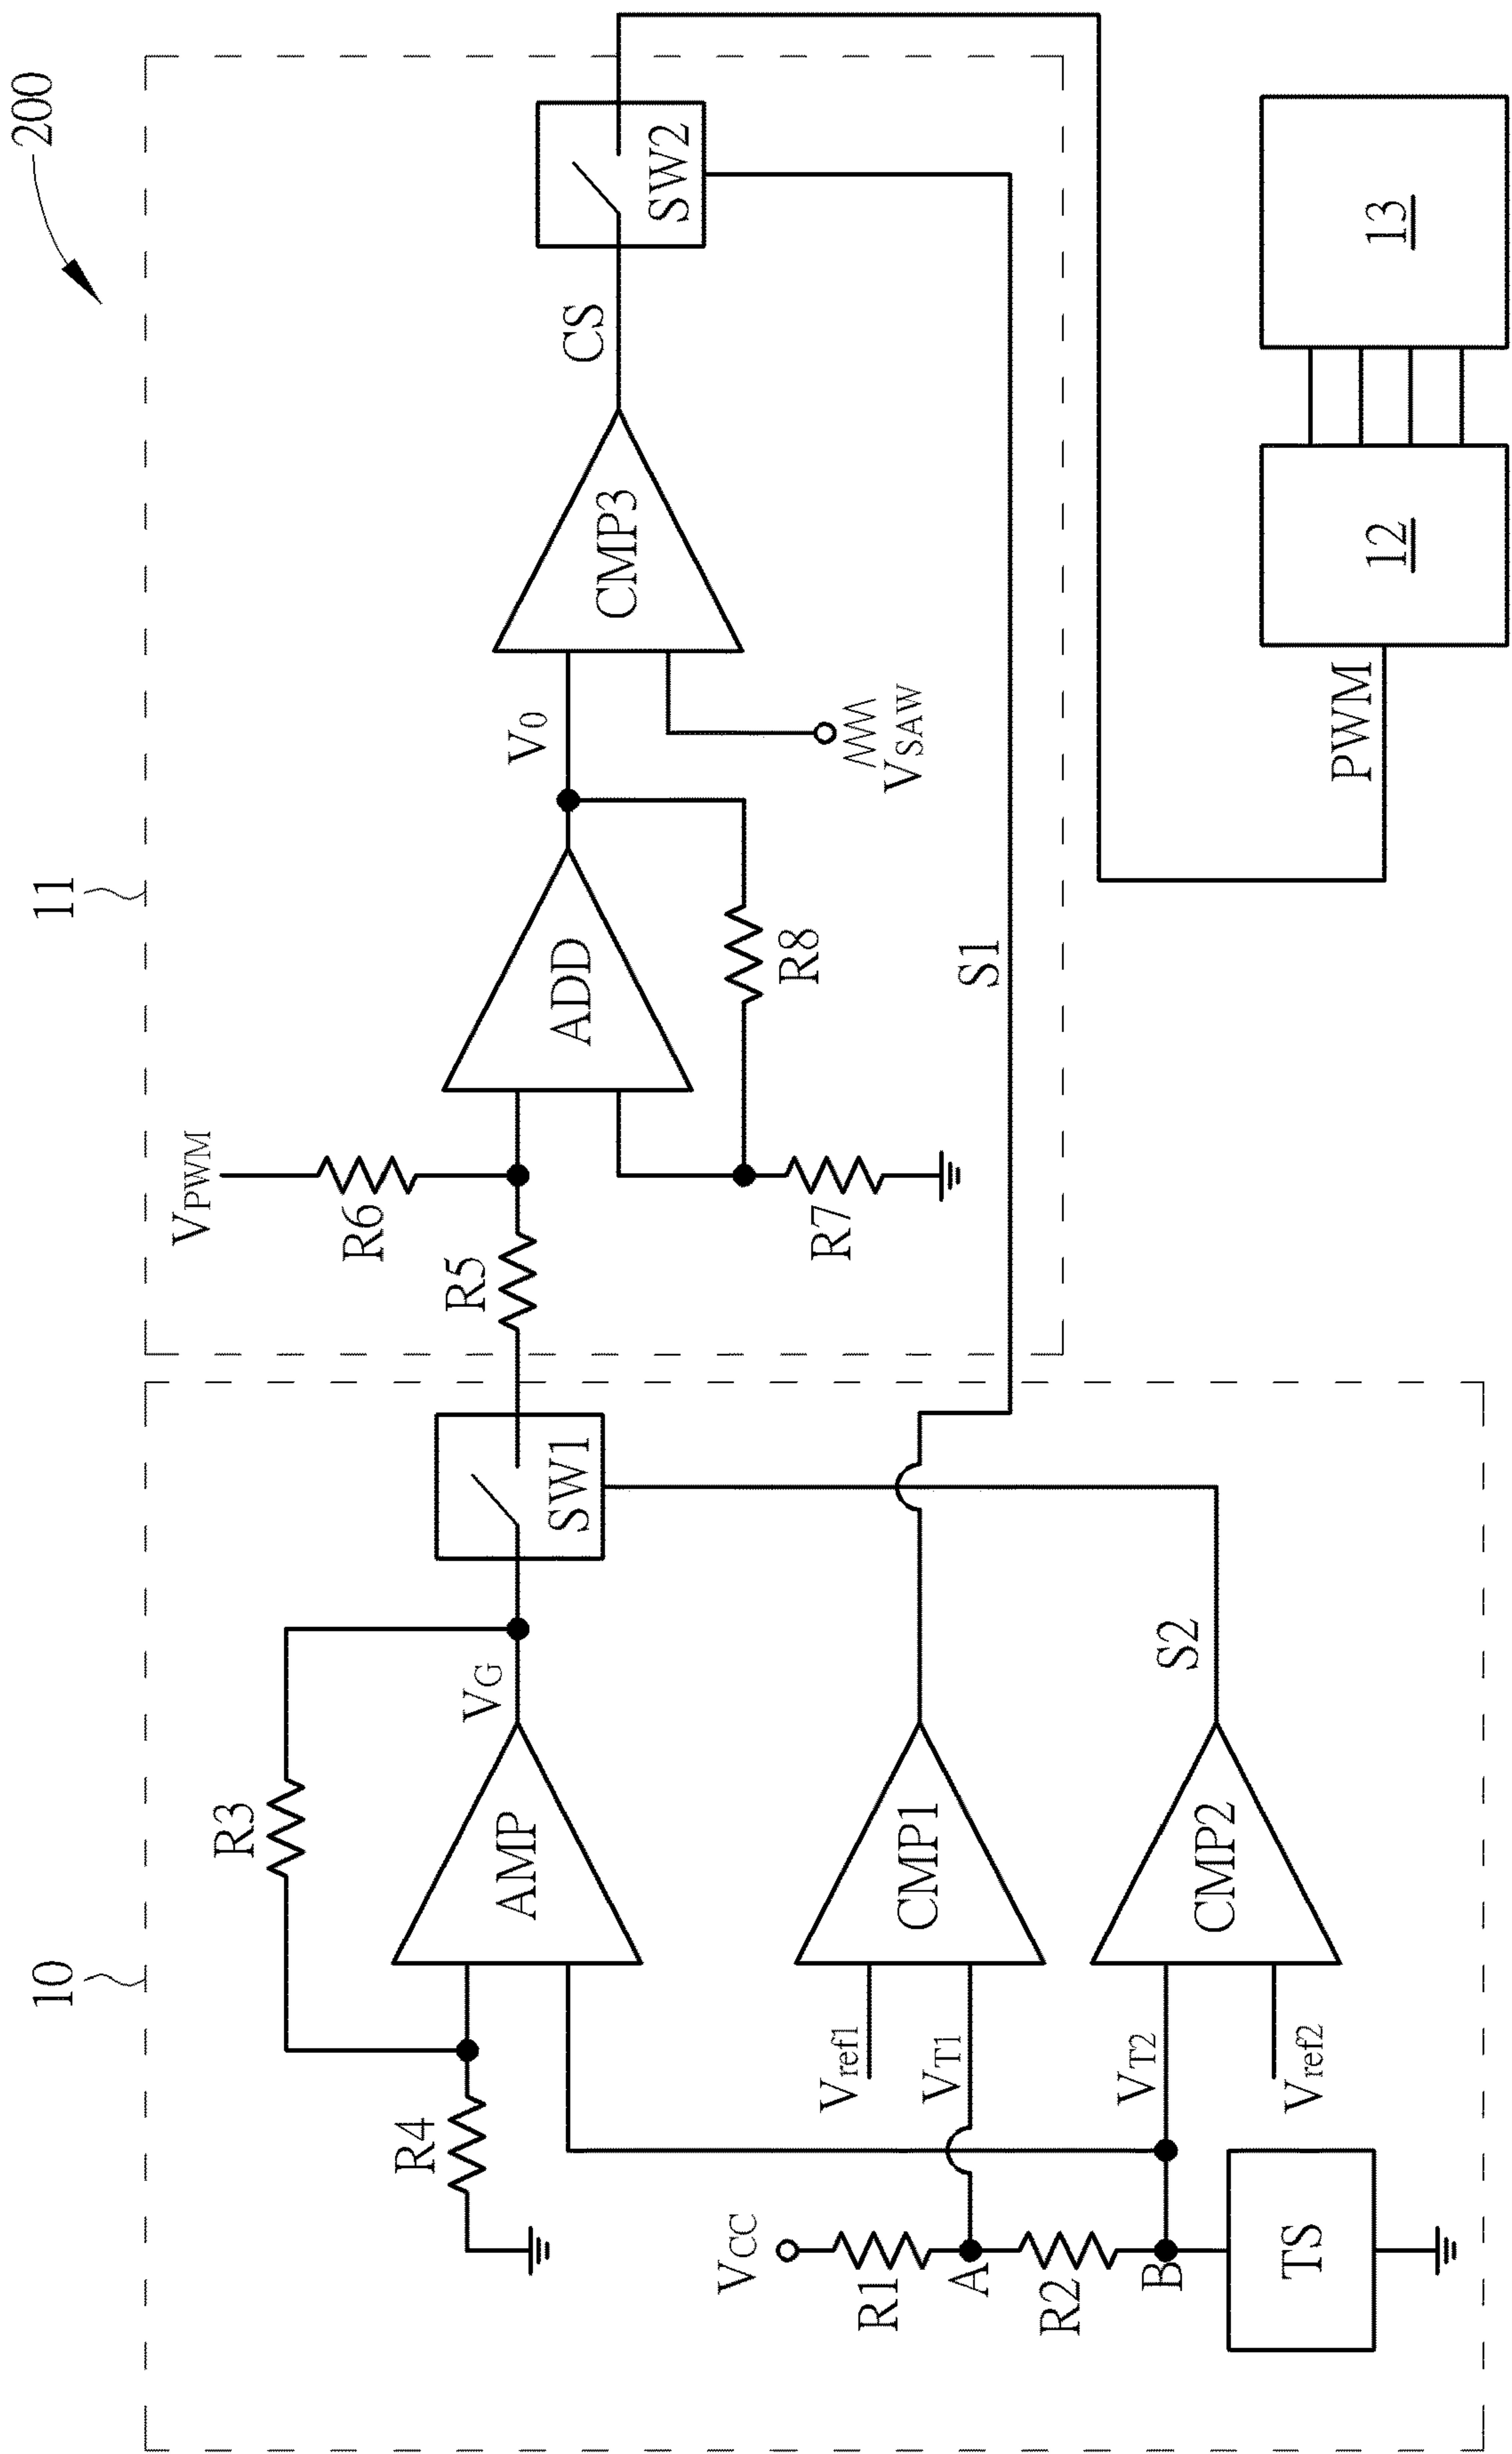 200
10
11
R3
R4
AMP
VG
SW1
R5
R6
VPWM
ADD
R7
R8
V0
CMP3
VSAW
CS
SW2
VCC
R1
A
R2
B
TS
Vref1
VT1
CMP1
VT2
Vref2
CMP2
S2
S1
PWM
12
13